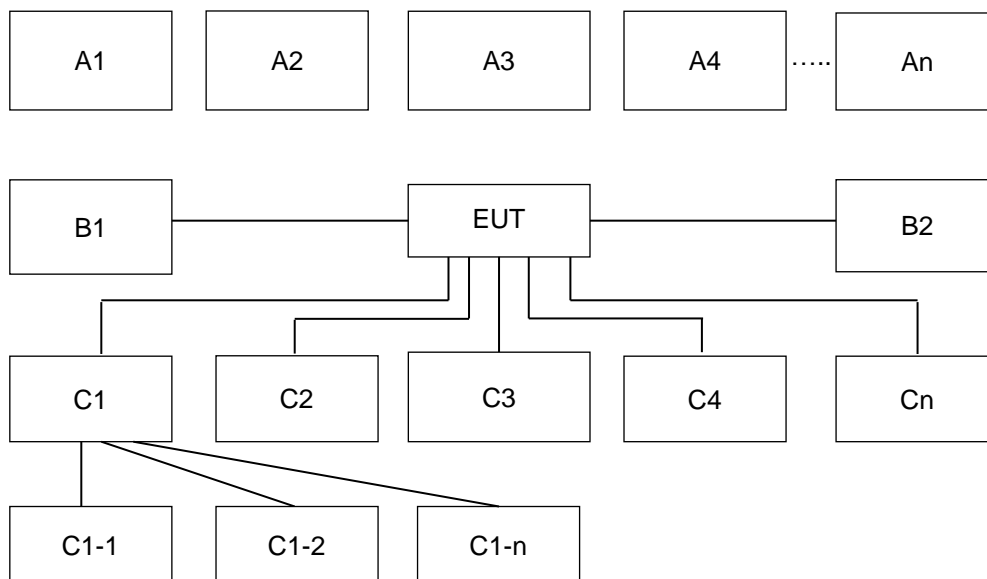 A1 A2 A3 A4 ..... An
B1 EUT B2
C1 C2 C3 C4 Cn
C1-1 C1-2 C1-n